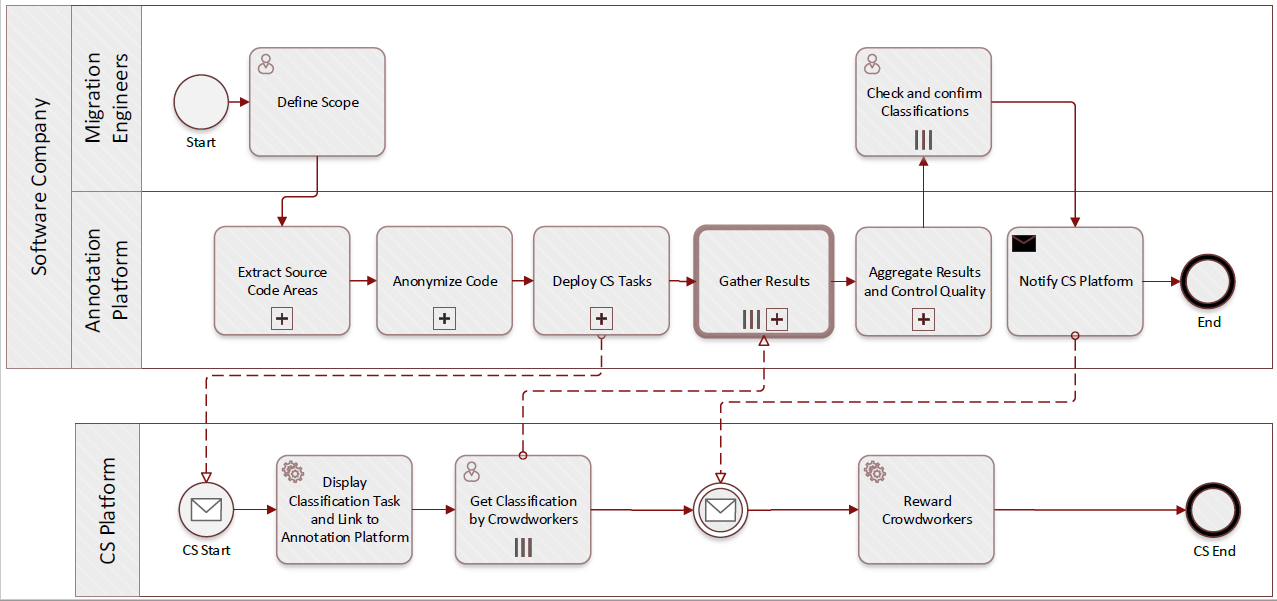 Software Company
Migration
Engineers
Start
Define Scope
Check and confirm
Classifications
Annotation
Platform
Extract Source
Code Areas
Anonymize Code
Deploy CS Tasks
Gather Results
Aggregate Results
and Control Quality
Notify CS Platform
End
CS Platform
CS Start
Display
Classification Task
and Link to
Annotation Platform
Get Classification
by Crowdworkers
Reward
Crowdworkers
CS End